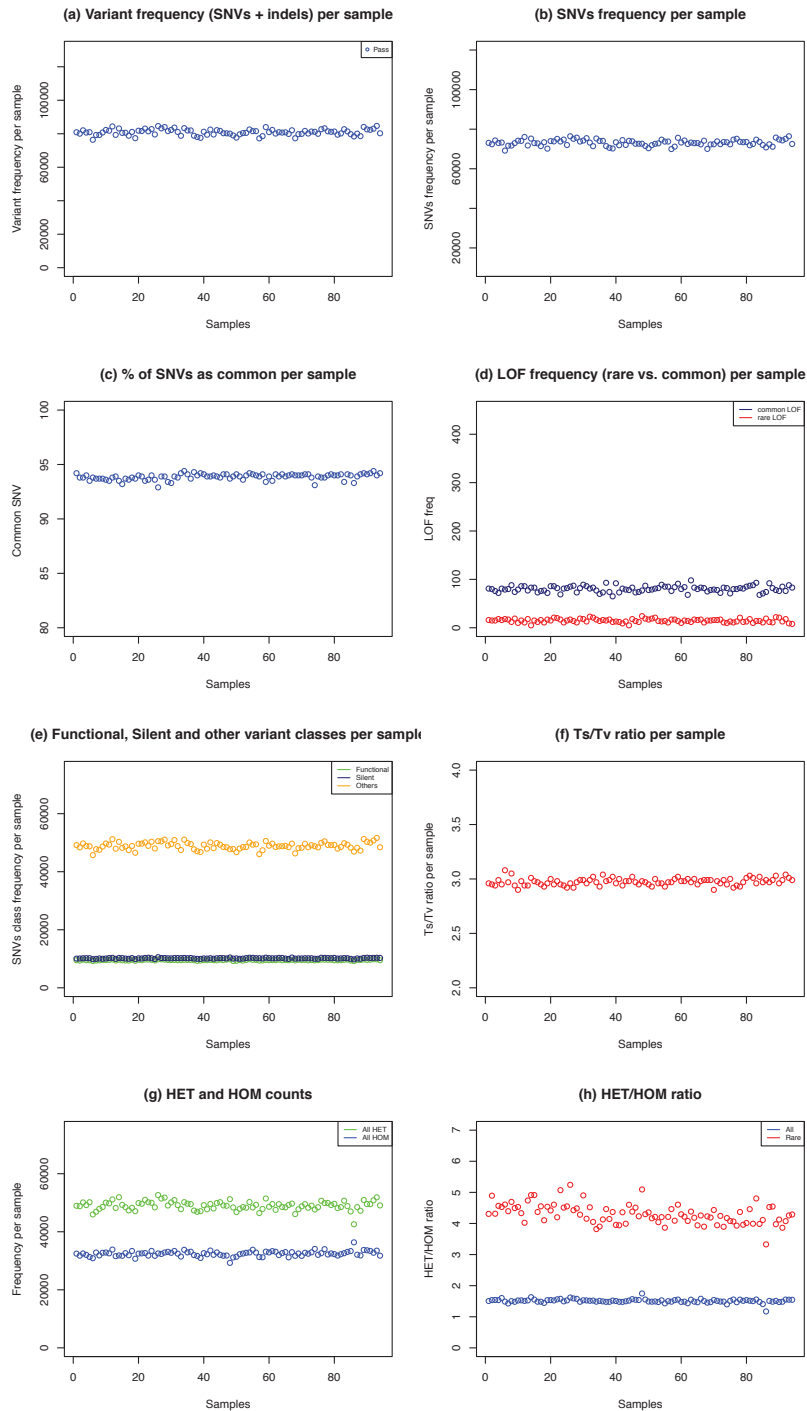 (a) Variant frequency (SNVs + indels) per sample
Variant frequency per sample
0 20000 60000 100000
Pass
0 20 40 60 80
Samples
(b) SNVs frequency per sample
SNVs frequency per sample
20000 60000 100000
0 20 40 60 80
Samples
(c) % of SNVs as common per sample
Common SNV
80 85 90 95 100
0 20 40 60 80
Samples
(d) LOF frequency (rare vs. common) per sample
LOF freq
0 100 200 300 400
common LOF
rare LOF
0 20 40 60 80
Samples
(e) Functional, Silent and other variant classes per sample
SNVs class frequency per sample
0 20000 40000 60000
Functional
Silent
Others
0 20 40 60 80
Samples
(f) Ts/Tv ratio per sample
Ts/Tv ratio per sample
2.0 2.5 3.0 3.5 4.0
0 20 40 60 80
Samples
(g) HET and HOM counts
Frequency per sample
0 20000 40000 60000
All HET
All HOM
0 20 40 60 80
Samples
(h) HET/HOM ratio
HET/HOM ratio
0 1 2 3 4 5 6 7
All
Rare
0 20 40 60 80
Samples